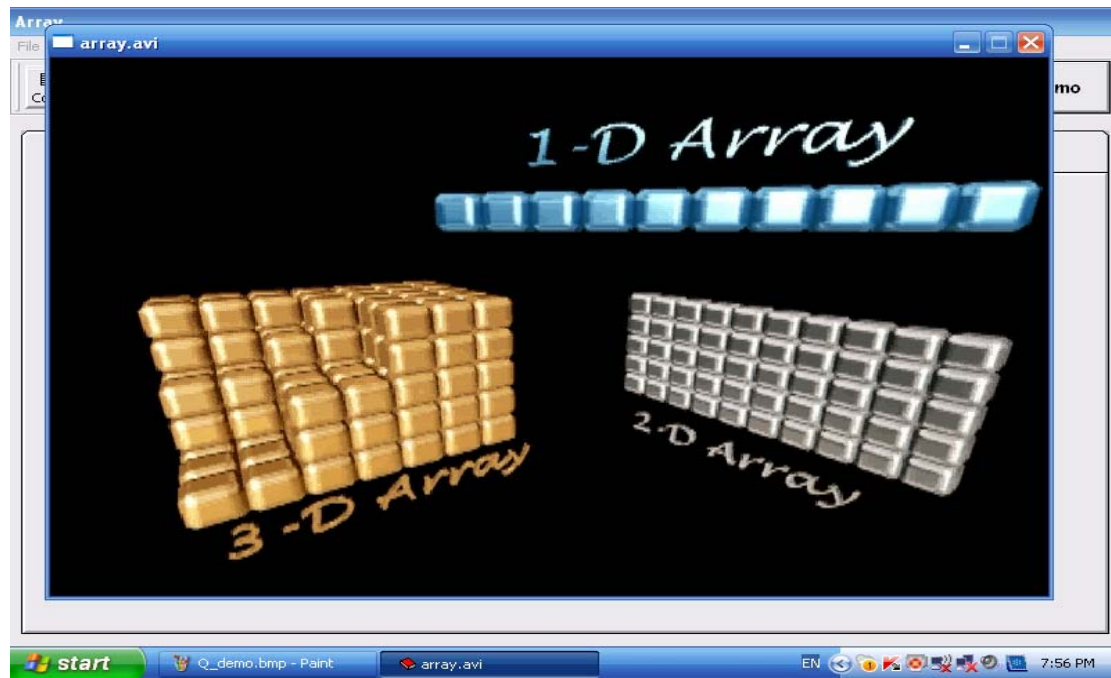 Array
File
array.avi
Co
mo
1-D Array
2-D Array
3-D Array
start
Q_demo.bmp - Paint
array.avi
EN
7:56 PM